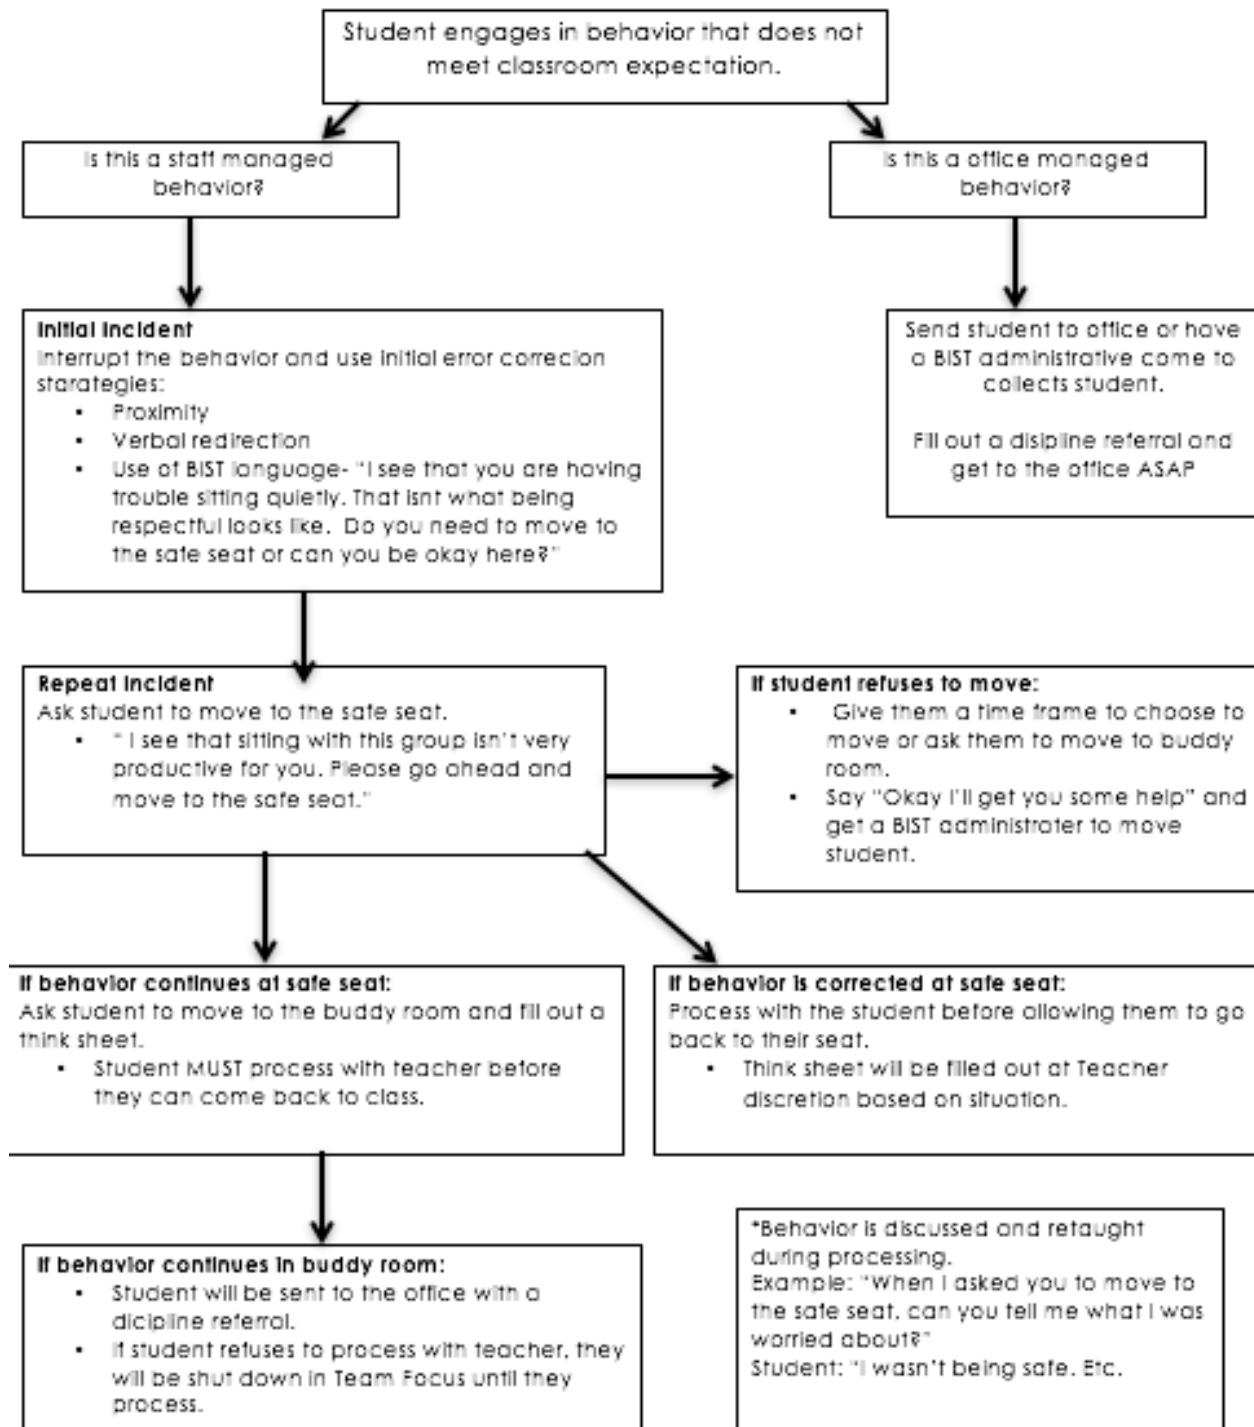 Student engages in behavior that does not
meet classroom expectation.
Is this a staff managed
behavior?
Is this a office managed
behavior?
Initial Incident
Interrupt the behavior and use initial error correcion
starategies:
▪ Proximity
▪ Verbal redirection
▪ Use of BIST language- “I see that you are having
trouble sitting quietly. That isnt what being
respectful looks like. Do you need to move to
the safe seat or can you be okay here?”
Send student to office or have
a BIST administrative come to
collects student.
Fill out a disipline referral and
get to the office ASAP
Repeat Incident
Ask student to move to the safe seat.
▪ “ I see that sitting with this group isn’t very
productive for you. Please go ahead and
move to the safe seat.”
If student refuses to move:
▪ Give them a time frame to choose to
move or ask them to move to buddy
room.
▪ Say “Okay I’ll get you some help” and
get a BIST administrater to move
student.
If behavior continues at safe seat:
Ask student to move to the buddy room and fill out a
think sheet.
▪ Student MUST process with teacher before
they can come back to class.
If behavior is corrected at safe seat:
Process with the student before allowing them to go
back to their seat.
▪ Think sheet will be filled out at Teacher
discretion based on situation.
If behavior continues in buddy room:
▪ Student will be sent to the office with a
dicipline referral.
▪ If student refuses to process with teacher, they
will be shut down in Team Focus until they
process.
*Behavior is discussed and retaught
during processing.
Example: “When I asked you to move to
the safe seat, can you tell me what I was
worried about?”
Student: “I wasn’t being safe. Etc.